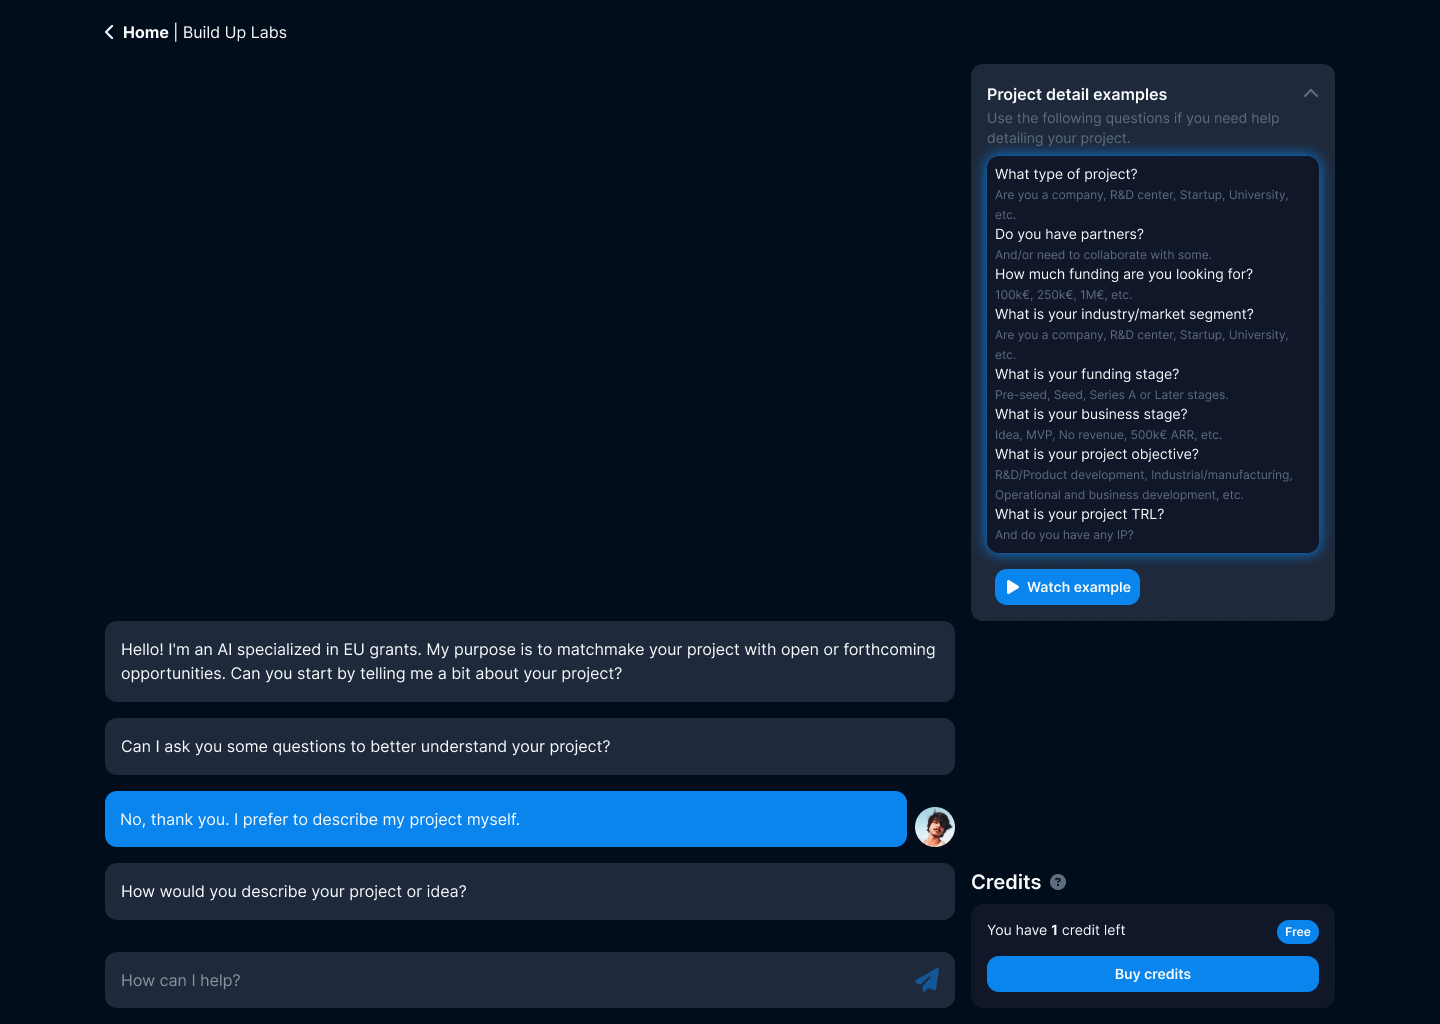 Home | Build Up Labs
Project detail examples
Use the following questions if you need help
detailing your project.
What type of project?
Are you a company, R&D center, Startup, University,
etc.
Do you have partners?
And/or need to collaborate with some.
How much funding are you looking for?
100k€, 250k€, 1M€, etc.
What is your industry/market segment?
Are you a company, R&D center, Startup, University,
etc.
What is your funding stage?
Pre-seed, Seed, Series A or Later stages.
What is your business stage?
Idea, MVP, No revenue, 500k€ ARR, etc.
What is your project objective?
R&D/Product development, Industrial/manufacturing,
Operational and business development, etc.
What is your project TRL?
And do you have any IP?
Watch example
Hello! I'm an AI specialized in EU grants. My purpose is to matchmake your project with open or forthcoming
opportunities. Can you start by telling me a bit about your project?
Can I ask you some questions to better understand your project?
No, thank you. I prefer to describe my project myself.
How would you describe your project or idea?
How can I help?
Credits ?
You have 1 credit left
Free
Buy credits